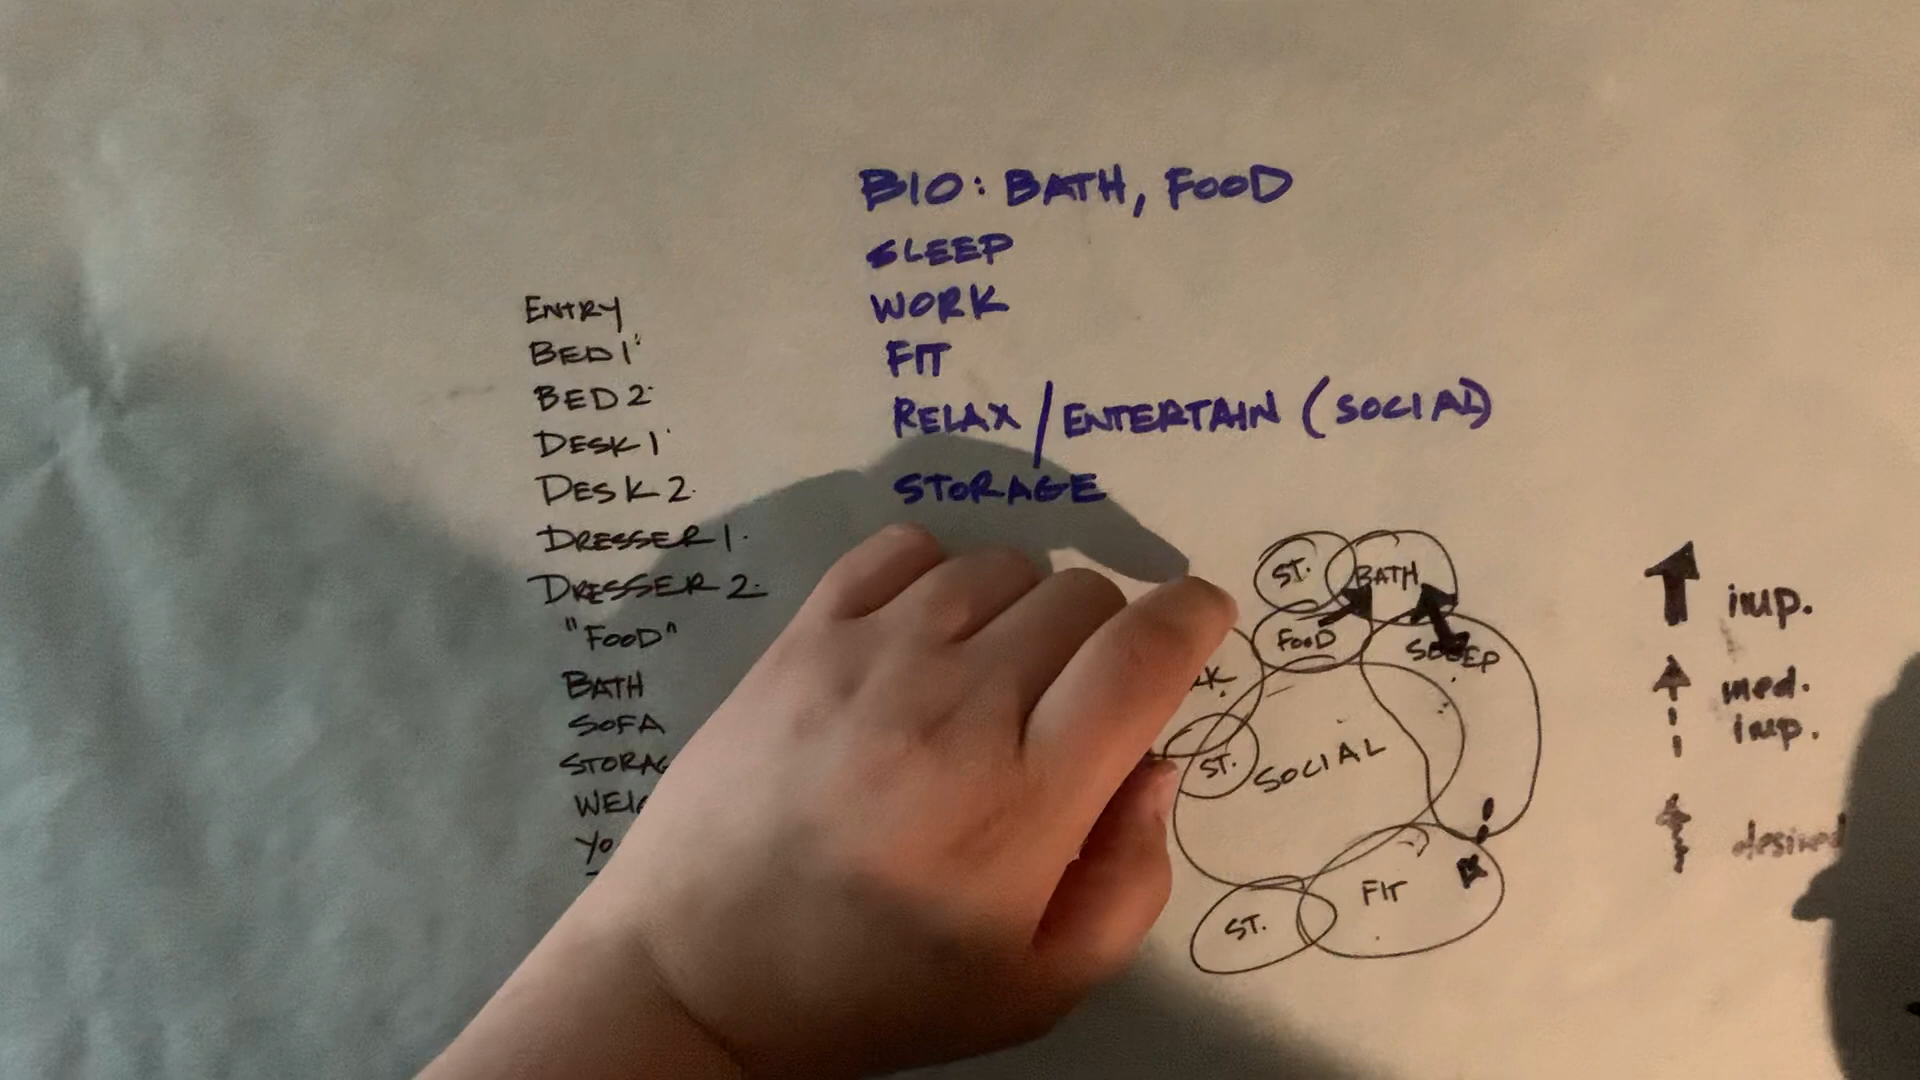 BIO: BATH, FOOD
SLEEP
WORK
FIT
RELAX / ENTERTAIN (SOCIAL)
STORAGE
ENTRY
BED 1
BED 2
DESK 1
DESK 2
DRESSER 1
DRESSER 2
"FOOD"
BATH
SOFA
ST.
BATH
FOOD
SLEEP
ST.
SOCIAL
FIT
ST.
imp.
med.
imp.
desired